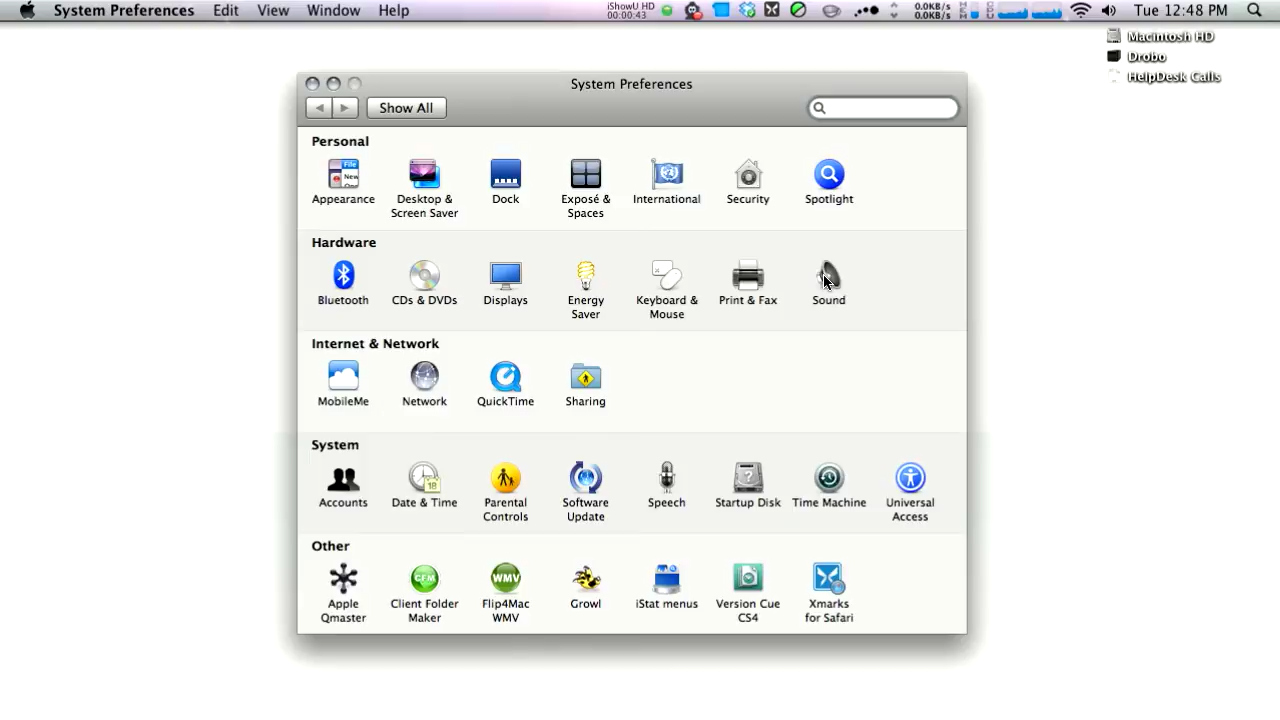 System Preferences Edit View Window Help
iShowU HD
00:00:43
0.0KB/s
0.0KB/s
Tue 12:48 PM
Macintosh HD
Drobo
HelpDesk Calls
System Preferences
Show All
Personal
Appearance
Desktop &
Screen Saver
Dock
Exposé &
Spaces
International
Security
Spotlight
Hardware
Bluetooth
CDs & DVDs
Displays
Energy
Saver
Keyboard &
Mouse
Print & Fax
Sound
Internet & Network
MobileMe
Network
QuickTime
Sharing
System
Accounts
Date & Time
Parental
Controls
Software
Update
Speech
Startup Disk
Time Machine
Universal
Access
Other
Apple
Qmaster
Client Folder
Maker
Flip4Mac
WMV
Growl
iStat menus
Version Cue
CS4
Xmarks
for Safari